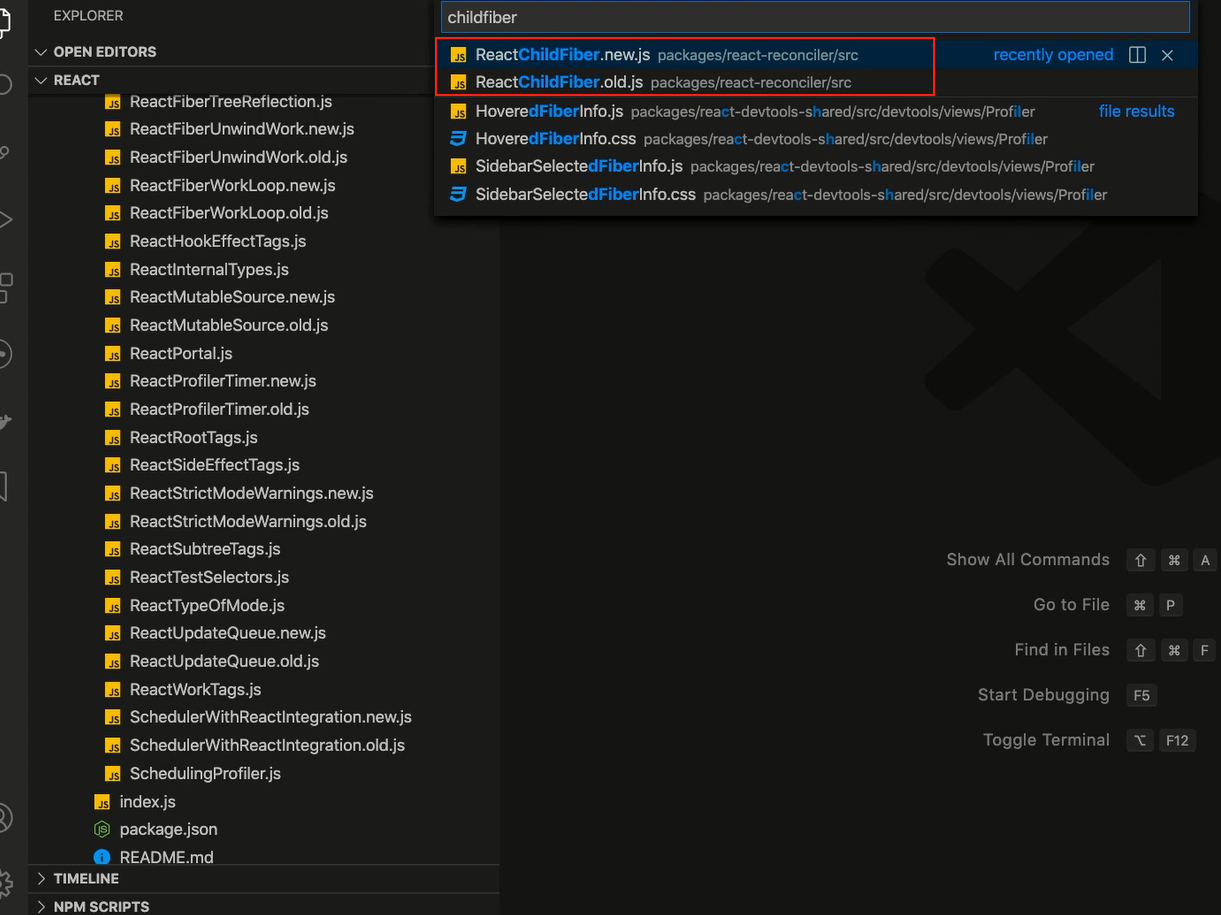 EXPLORER
OPEN EDITORS
REACT
ReactFiberTreeReflection.js
ReactFiberUnwindWork.new.js
ReactFiberUnwindWork.old.js
ReactFiberWorkLoop.new.js
ReactFiberWorkLoop.old.js
ReactHookEffectTags.js
ReactInternalTypes.js
ReactMutableSource.new.js
ReactMutableSource.old.js
ReactPortal.js
ReactProfilerTimer.new.js
ReactProfilerTimer.old.js
ReactRootTags.js
ReactSideEffectTags.js
ReactStrictModeWarnings.new.js
ReactStrictModeWarnings.old.js
ReactSubtreeTags.js
ReactTestSelectors.js
ReactTypeOfMode.js
ReactUpdateQueue.new.js
ReactUpdateQueue.old.js
ReactWorkTags.js
SchedulerWithReactIntegration.new.js
SchedulerWithReactIntegration.old.js
SchedulingProfiler.js
index.js
package.json
README.md
TIMELINE
NPM SCRIPTS
childfiber
ReactChildFiber.new.js packages/react-reconciler/src recently opened
ReactChildFiber.old.js packages/react-reconciler/src
HoveredFiberInfo.js packages/react-devtools-shared/src/devtools/views/Profiler file results
HoveredFiberInfo.css packages/react-devtools-shared/src/devtools/views/Profiler
SidebarSelectedFiberInfo.js packages/react-devtools-shared/src/devtools/views/Profiler
SidebarSelectedFiberInfo.css packages/react-devtools-shared/src/devtools/views/Profiler
Show All Commands ⇧ ⌘ A
Go to File ⌘ P
Find in Files ⇧ ⌘ F
Start Debugging F5
Toggle Terminal ⌥ F12